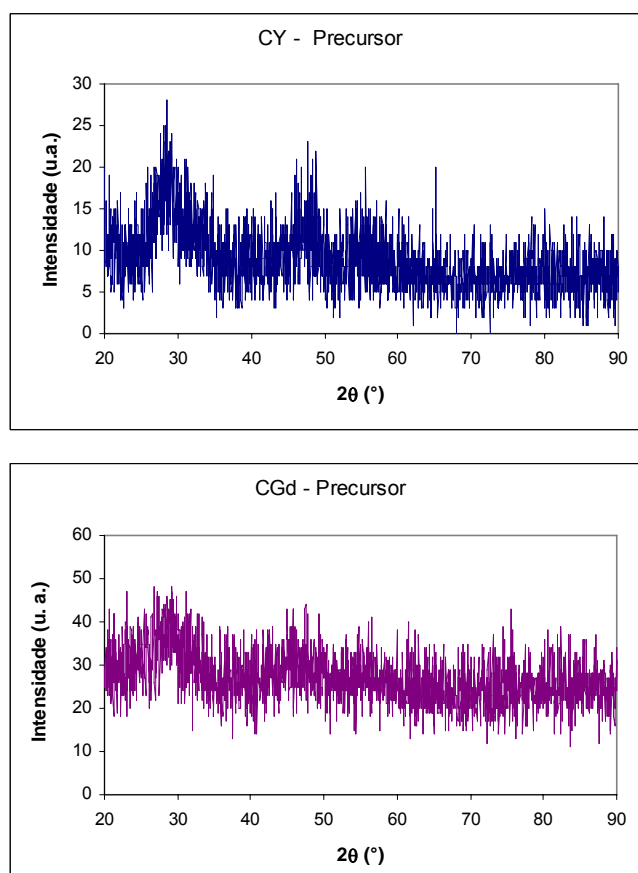 CY - Precursor
30
25
20
15
10
5
0
Intensidade (u.a.)
20 30 40 50 60 70 80 90
2θ (°)
CGd - Precursor
60
50
40
30
20
10
0
Intensidade (u. a.)
20 30 40 50 60 70 80 90
2θ (°)